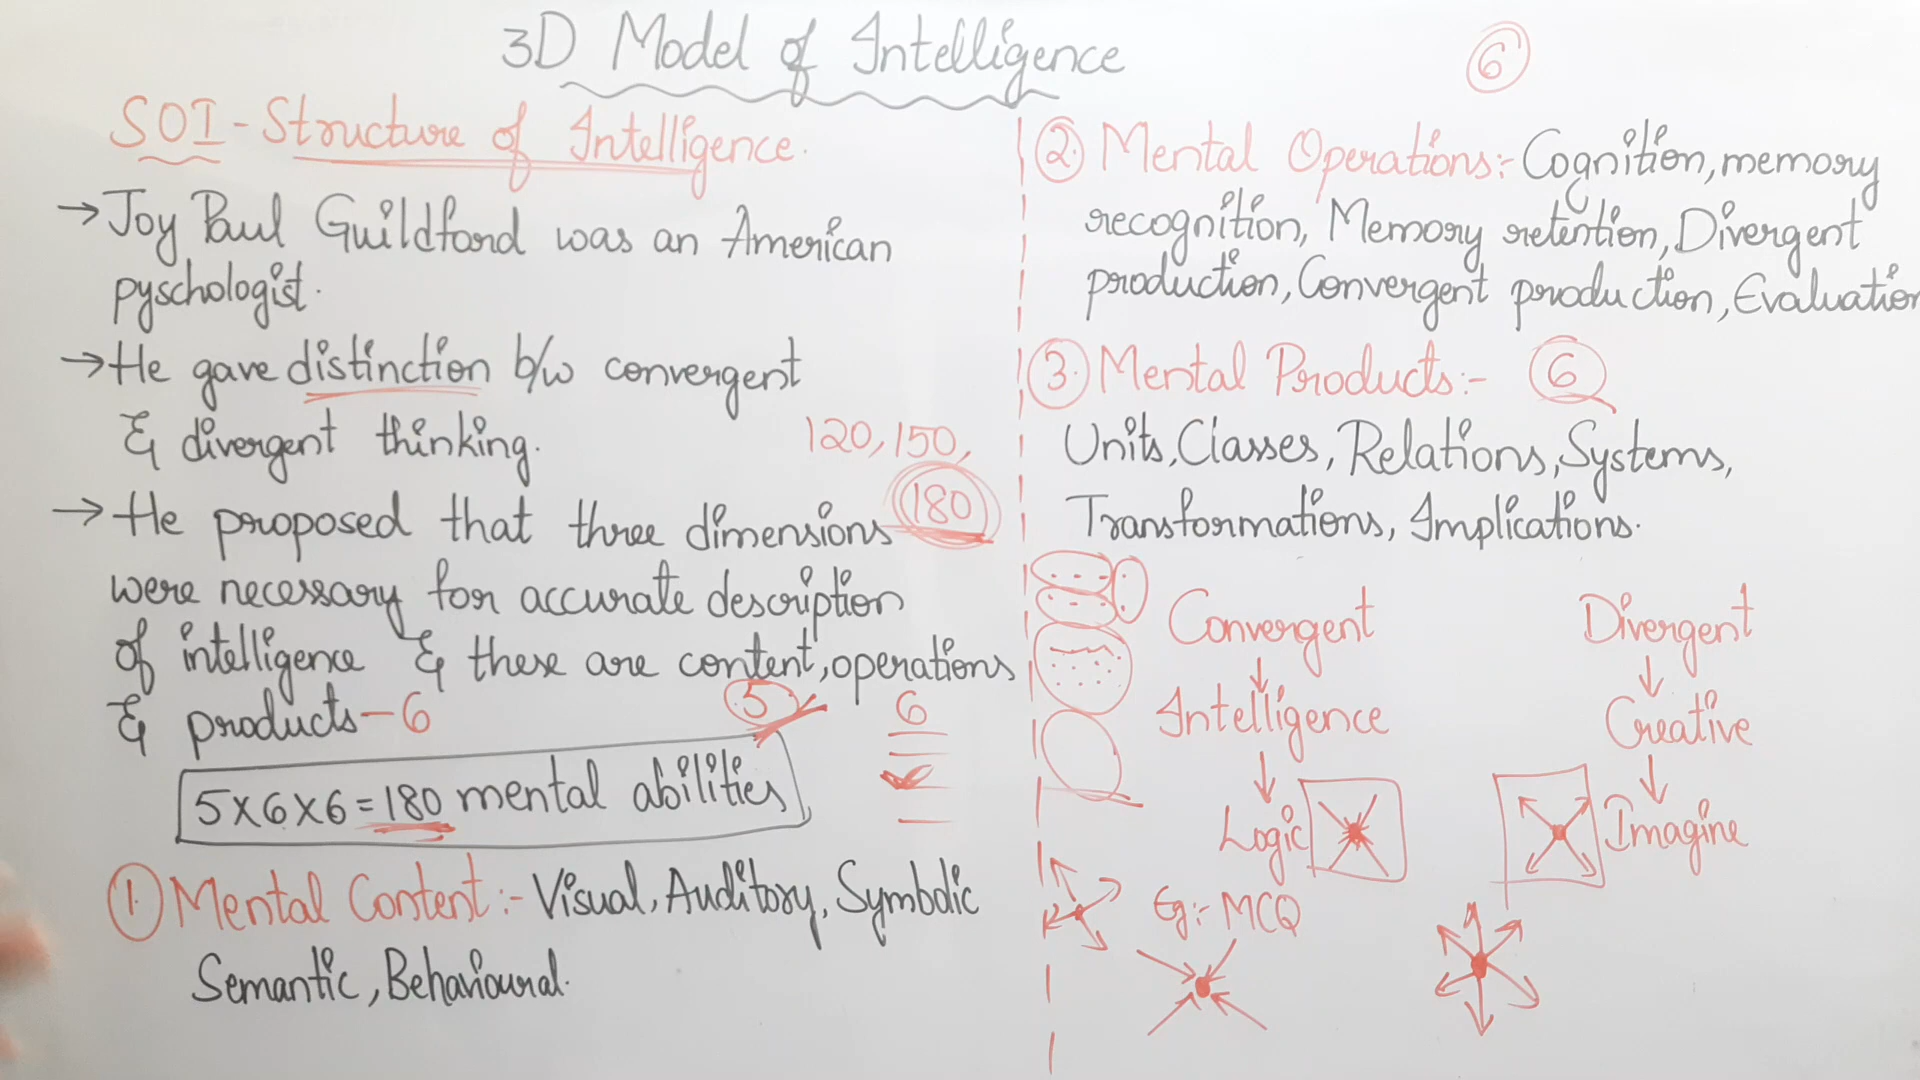 3D Model of Intelligence
SOI - Structure of Intelligence.
→ Joy Paul Guildford was an American
pyschologist.
→ He gave distinction b/w convergent
& divergent thinking.
120, 150,
180
→ He proposed that three dimensions
were necessary for accurate description
of intelligence & these are content, operations
& products - 6
5
6
5x6x6 = 180 mental abilities
1. Mental Content :- Visual, Auditory, Symbolic
Semantic, Behavioural.
6
2. Mental Operations:- Cognition, memory
recognition, Memory retention, Divergent
production, Convergent production, Evaluation
3. Mental Products:- 6
Units, Classes, Relations, Systems,
Transformations, Implications.
Convergent
↓
Intelligence
↓
Logic
Eg:- MCQ
Divergent
↓
Creative
↓
Imagine